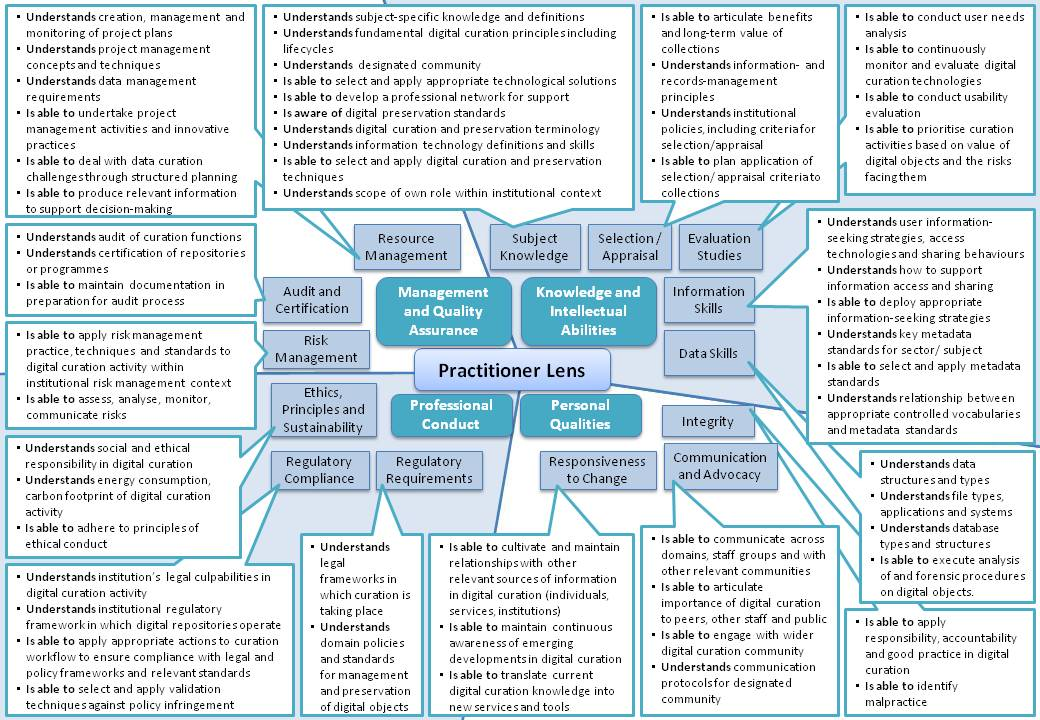 ▪ Understands creation, management and
monitoring of project plans
▪ Understands project management
concepts and techniques
▪ Understands data management
requirements
▪ Is able to undertake project
management activities and innovative
practices
▪ Is able to deal with data curation
challenges through structured planning
▪ Is able to produce relevant information
to support decision-making
▪ Understands subject-specific knowledge and definitions
▪ Understands fundamental digital curation principles including
lifecycles
▪ Understands designated community
▪ Is able to select and apply appropriate technological solutions
▪ Is able to develop a professional network for support
▪ Is aware of digital preservation standards
▪ Understands digital curation and preservation terminology
▪ Understands information technology definitions and skills
▪ Is able to select and apply digital curation and preservation
techniques
▪ Understands scope of own role within institutional context
▪ Is able to articulate benefits
and long-term value of
collections
▪ Understands information- and
records-management
principles
▪ Understands institutional
policies, including criteria for
selection/appraisal
▪ Is able to plan application of
selection/ appraisal criteria to
collections
▪ Is able to conduct user needs
analysis
▪ Is able to continuously
monitor and evaluate digital
curation technologies
▪ Is able to conduct usability
evaluation
▪ Is able to prioritise curation
activities based on value of
digital objects and the risks
facing them
▪ Understands audit of curation functions
▪ Understands certification of repositories
or programmes
▪ Is able to maintain documentation in
preparation for audit process
Resource
Management
Subject
Knowledge
Selection /
Appraisal
Evaluation
Studies
▪ Understands user information-
seeking strategies, access
technologies and sharing behaviours
▪ Understands how to support
information access and sharing
▪ Is able to deploy appropriate
information-seeking strategies
▪ Understands key metadata
standards for sector/ subject
▪ Is able to select and apply metadata
standards
▪ Understands relationship between
appropriate controlled vocabularies
and metadata standards
Audit and
Certification
Management
and Quality
Assurance
Knowledge and
Intellectual
Abilities
Information
Skills
▪ Is able to apply risk management
practice, techniques and standards to
digital curation activity within
institutional risk management context
▪ Is able to assess, analyse, monitor,
communicate risks
Risk
Management
Data Skills
Practitioner Lens
Ethics,
Principles and
Sustainability
Professional
Conduct
Personal
Qualities
Integrity
▪ Understands social and ethical
responsibility in digital curation
▪ Understands energy consumption,
carbon footprint of digital curation
activity
▪ Is able to adhere to principles of
ethical conduct
Regulatory
Compliance
Regulatory
Requirements
Responsiveness
to Change
Communication
and Advocacy
▪ Understands data
structures and types
▪ Understands file types,
applications and systems
▪ Understands database
types and structures
▪ Is able to execute analysis
of and forensic procedures
on digital objects.
▪ Understands institution's legal culpabilities in
digital curation activity
▪ Understands institutional regulatory
framework in which digital repositories operate
▪ Is able to apply appropriate actions to curation
workflow to ensure compliance with legal and
policy frameworks and relevant standards
▪ Is able to select and apply validation
techniques against policy infringement
▪ Understands
legal
frameworks in
which curation is
taking place
▪ Understands
domain policies
and standards
for management
and preservation
of digital objects
▪ Is able to cultivate and maintain
relationships with other
relevant sources of information
in digital curation (individuals,
services, institutions)
▪ Is able to maintain continuous
awareness of emerging
developments in digital curation
▪ Is able to translate current
digital curation knowledge into
new services and tools
▪ Is able to communicate across
domains, staff groups and with
other relevant communities
▪ Is able to articulate
importance of digital curation
to peers, other staff and public
▪ Is able to engage with wider
digital curation community
▪ Understands communication
protocols for designated
community
▪ Is able to apply
responsibility, accountability
and good practice in digital
curation
▪ Is able to identify
malpractice